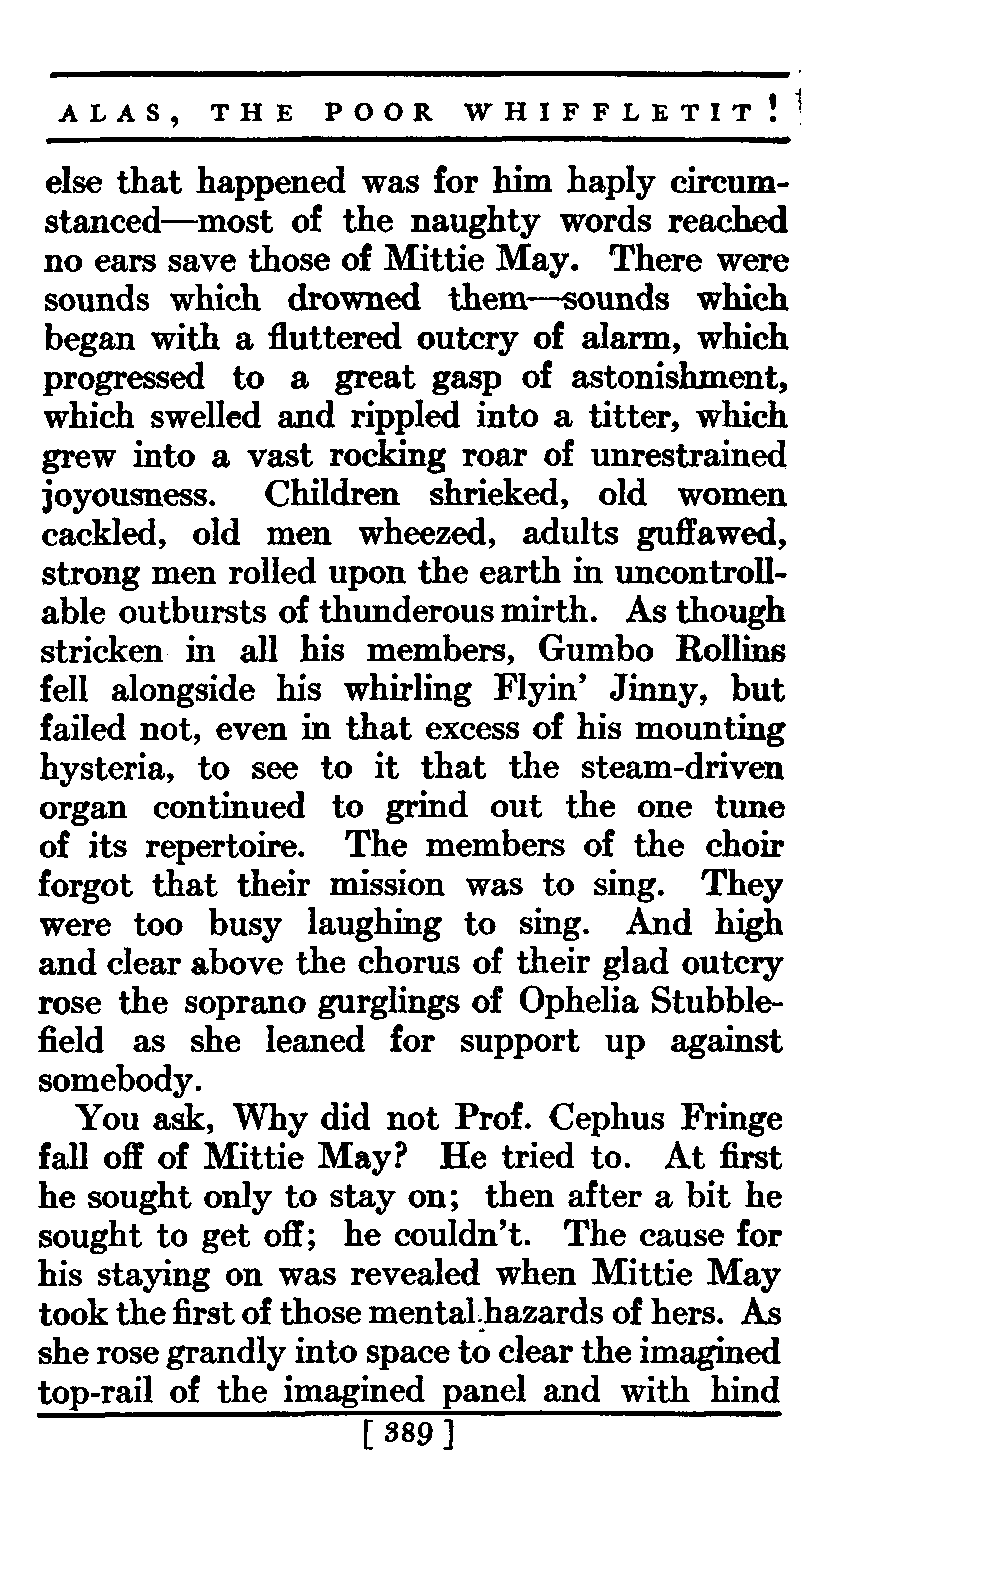 ALAS, THE POOR WHIFFLETIT!
else that happened was for him haply circum-
stanced—most of the naughty words reached
no ears save those of Mittie May. There were
sounds which drowned them—sounds which
began with a fluttered outcry of alarm, which
progressed to a great gasp of astonishment,
which swelled and rippled into a titter, which
grew into a vast rocking roar of unrestrained
joyousness. Children shrieked, old women
cackled, old men wheezed, adults guffawed,
strong men rolled upon the earth in uncontroll-
able outbursts of thunderous mirth. As though
stricken in all his members, Gumbo Rollins
fell alongside his whirling Flyin' Jinny, but
failed not, even in that excess of his mounting
hysteria, to see to it that the steam-driven
organ continued to grind out the one tune
of its repertoire. The members of the choir
forgot that their mission was to sing. They
were too busy laughing to sing. And high
and clear above the chorus of their glad outcry
rose the soprano gurglings of Ophelia Stubble-
field as she leaned for support up against
somebody.
You ask, Why did not Prof. Cephus Fringe
fall off of Mittie May? He tried to. At first
he sought only to stay on; then after a bit he
sought to get off; he couldn't. The cause for
his staying on was revealed when Mittie May
took the first of those mental hazards of hers. As
she rose grandly into space to clear the imagined
top-rail of the imagined panel and with hind
[ 389 ]